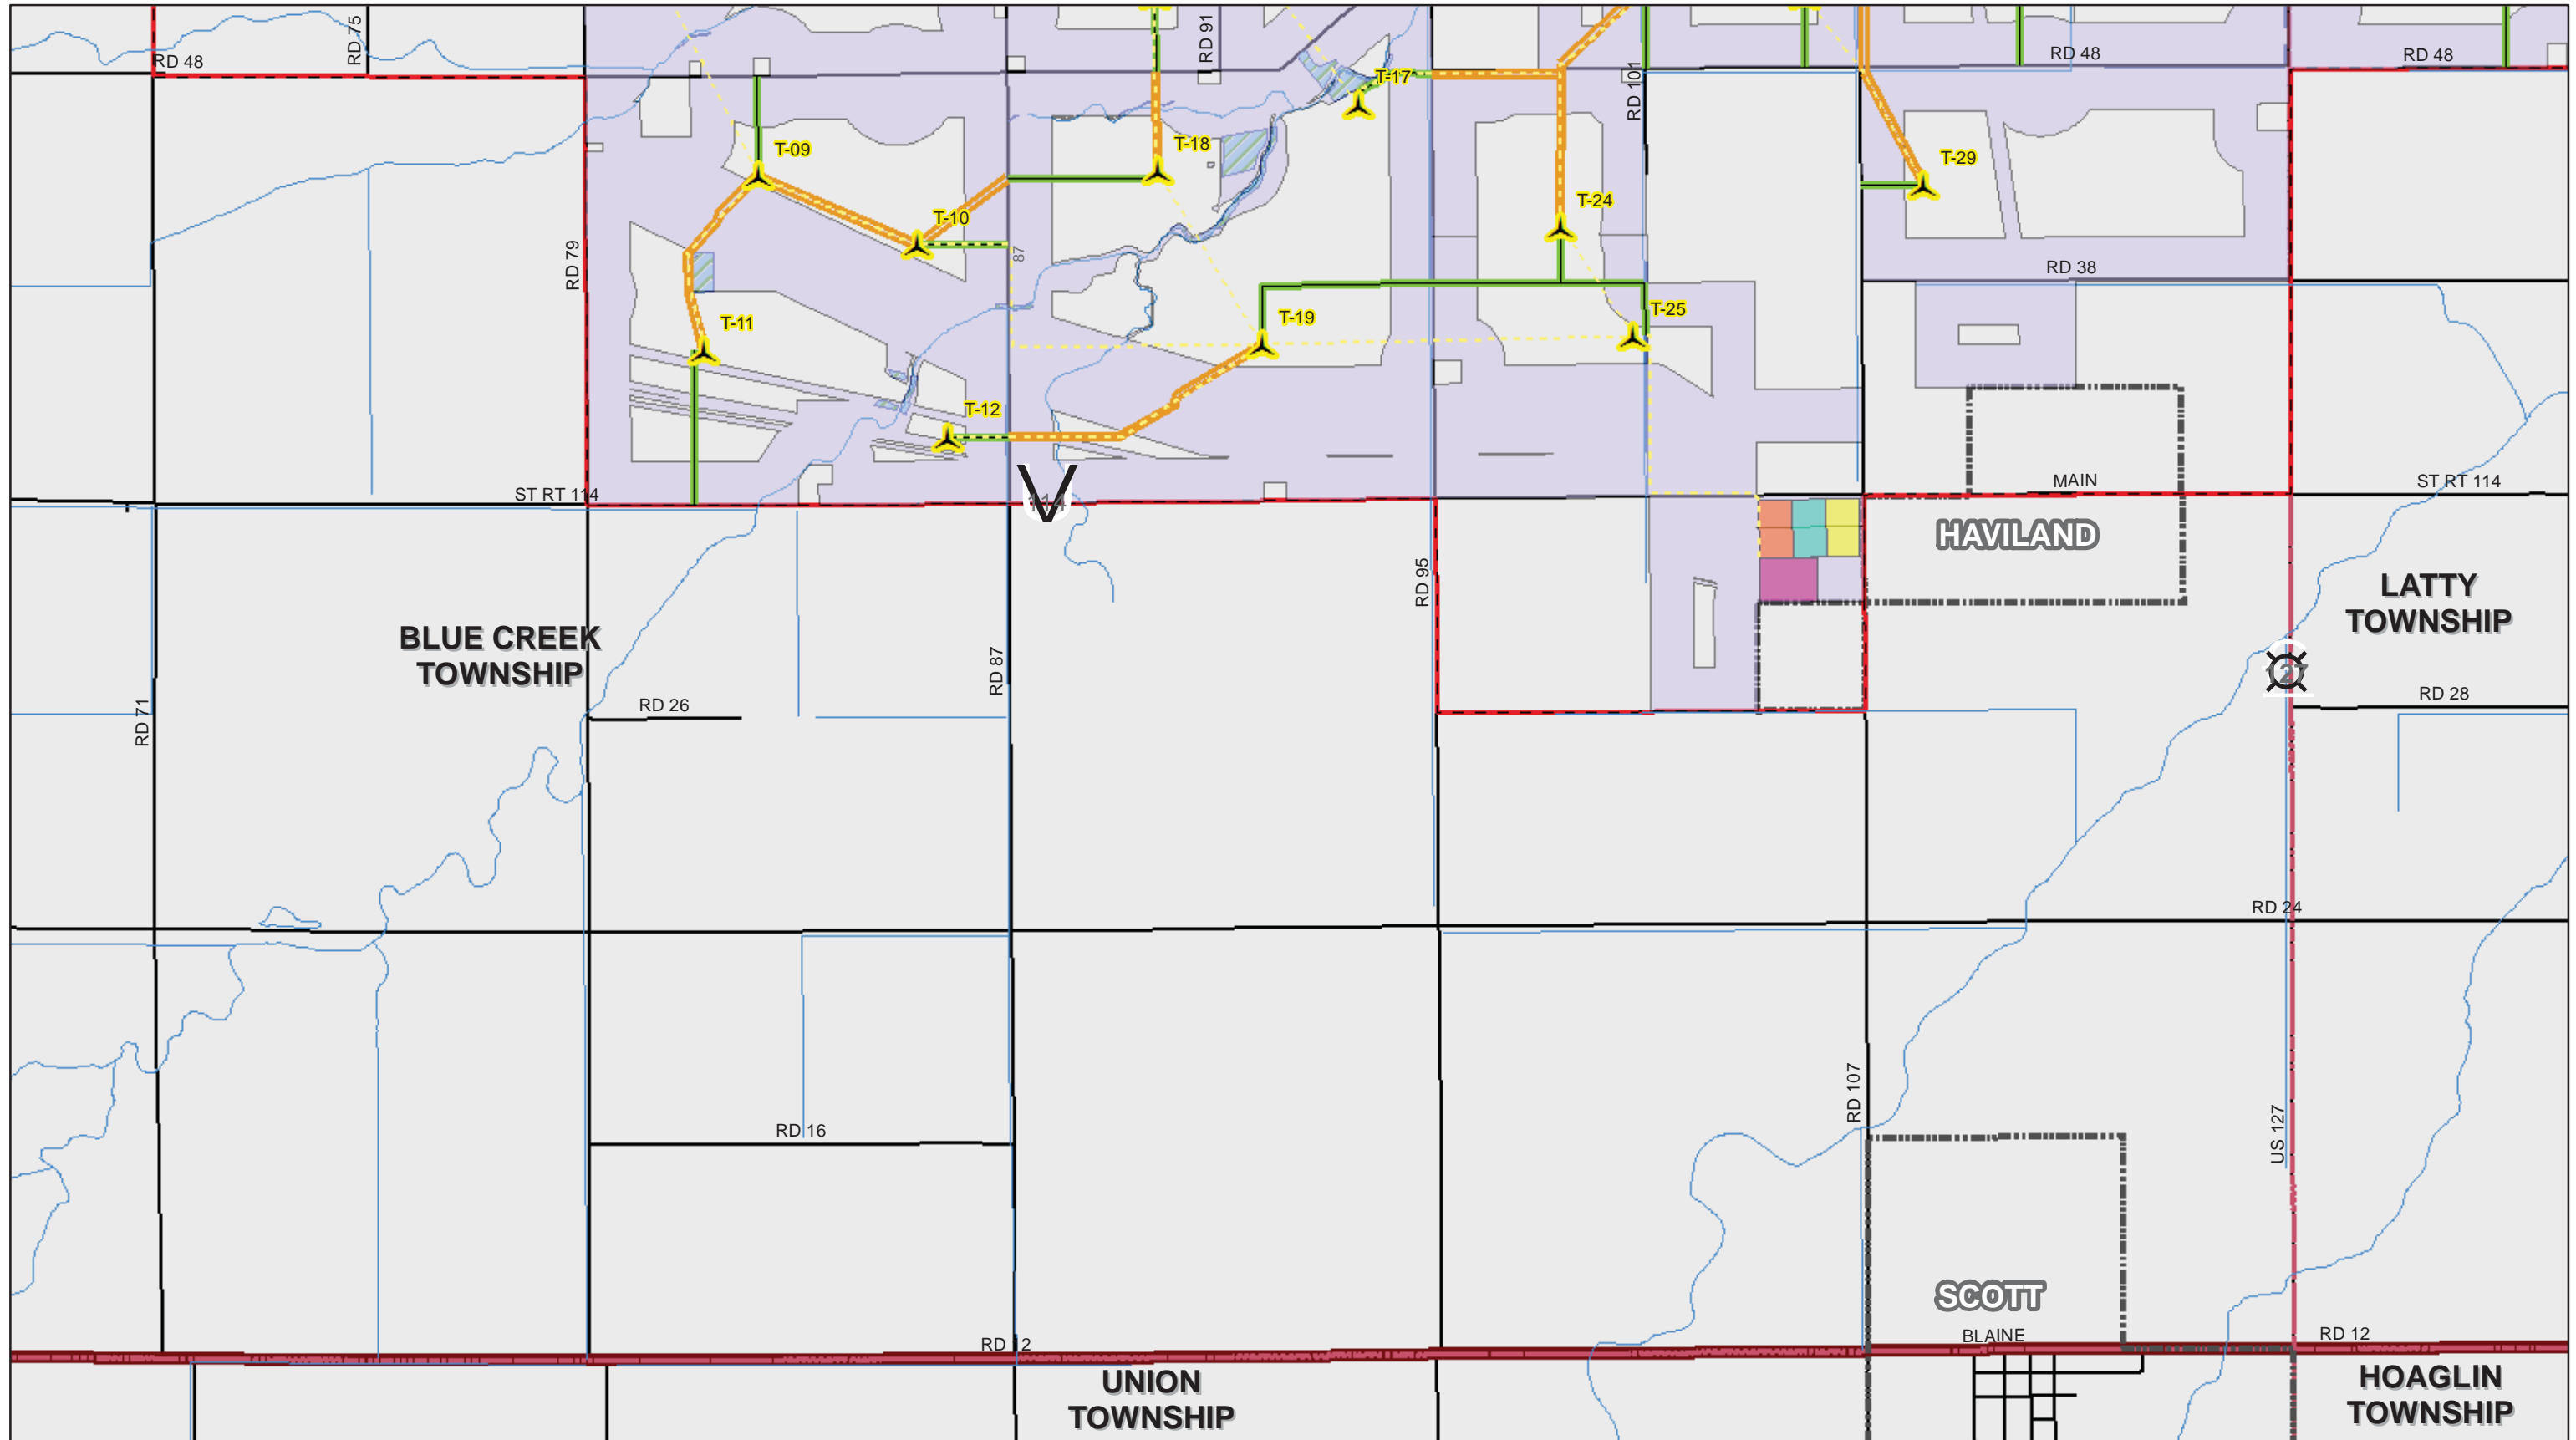 RD 75
RD 91
RD 48
RD 48
RD 48
T-17
RD 101
T-09
T-18
T-29
T-24
T-10
RD 79
87
RD 38
T-25
T-11
T-19
T-12
ST RT 114
114
MAIN
ST RT 114
HAVILAND
RD 95
LATTY
TOWNSHIP
BLUE CREEK
TOWNSHIP
RD 87
127
RD 71
RD 26
RD 28
RD 24
RD 107
RD 16
US 127
SCOTT
BLAINE
RD 12
RD 12
UNION
TOWNSHIP
HOAGLIN
TOWNSHIP